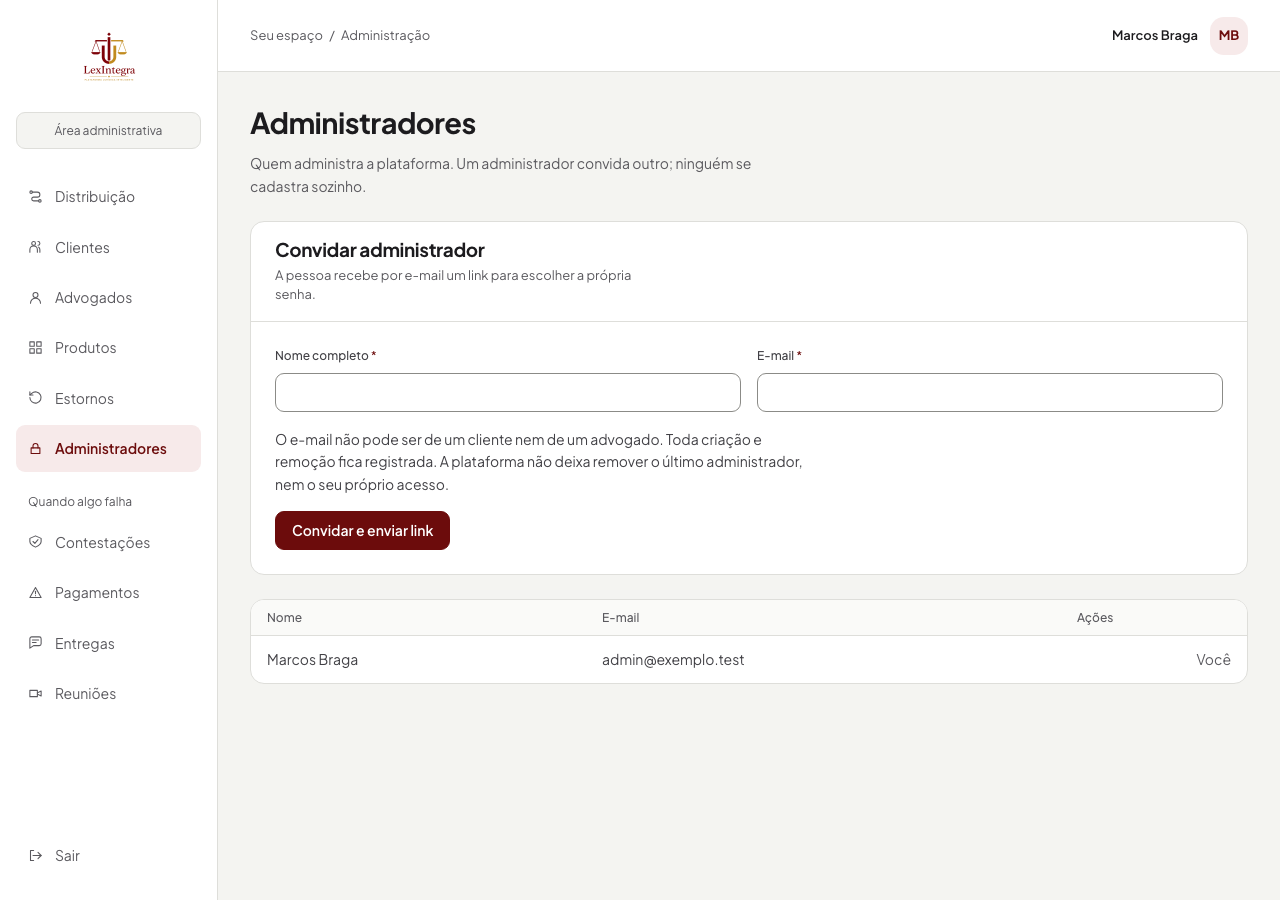 LexIntegra
Área administrativa
Distribuição
Clientes
Advogados
Produtos
Estornos
Administradores
Quando algo falha
Contestações
Pagamentos
Entregas
Reuniões
Sair
Seu espaço / Administração
Marcos Braga MB
Administradores
Quem administra a plataforma. Um administrador convida outro; ninguém se
cadastra sozinho.
Convidar administrador
A pessoa recebe por e-mail um link para escolher a própria
senha.
Nome completo * E-mail *
O e-mail não pode ser de um cliente nem de um advogado. Toda criação e
remoção fica registrada. A plataforma não deixa remover o último administrador,
nem o seu próprio acesso.
Convidar e enviar link
Nome E-mail Ações
Marcos Braga admin@exemplo.test Você